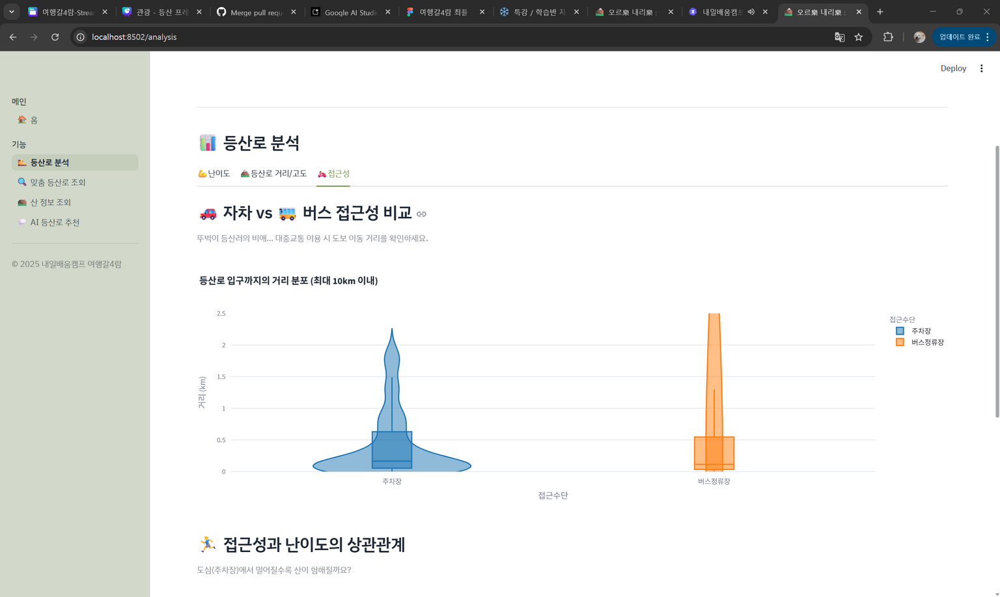 여행갈4람-Strea
관광 - 등산 프레
Merge pull requ
Google AI Studi
여행갈4람 최플
특강 / 학습반 지
오르樂 내리樂 :
내일배움캠프
오르樂 내리樂 :
localhost:8502/analysis
업데이트 완료
Deploy
메인
홈
기능
등산로 분석
맞춤 등산로 조회
산 정보 조회
AI 등산로 추천
© 2025 내일배움캠프 여행갈4람
등산로 분석
난이도
등산로 거리/고도
접근성
자차 vs 버스 접근성 비교
뚜벅이 등산러의 비애... 대중교통 이용 시 도보 이동 거리를 확인하세요.
등산로 입구까지의 거리 분포 (최대 10km 이내)
2.5
2
1.5
1
0.5
0
거리 (km)
주차장
버스정류장
접근수단
접근수단
주차장
버스정류장
접근성과 난이도의 상관관계
도심(주차장)에서 멀어질수록 산이 험해질까요?